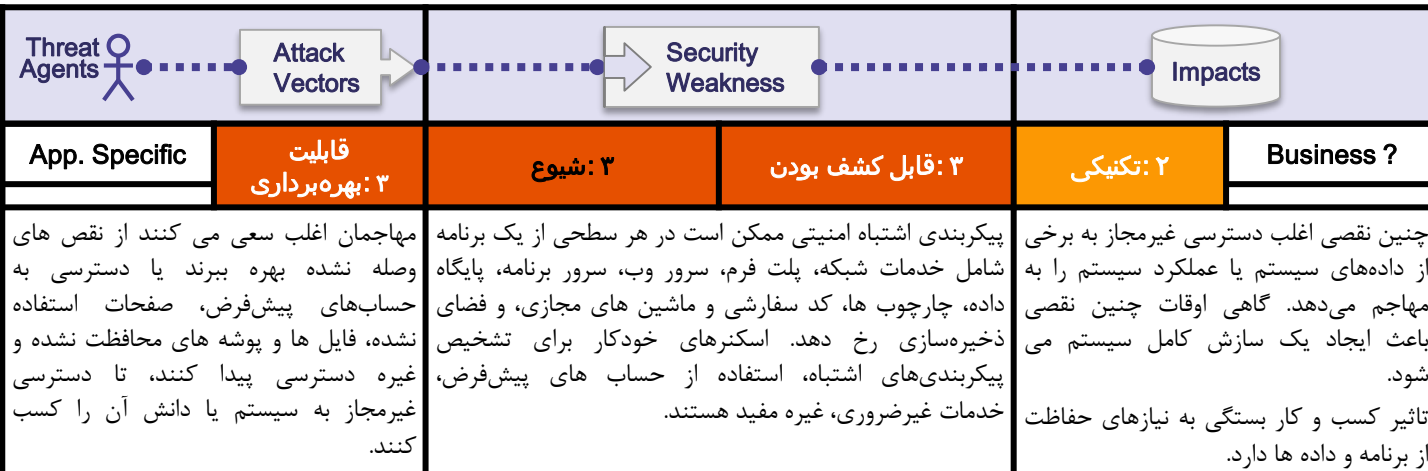 Threat
Agents
Attack
Vectors
Security
Weakness
Impacts
App. Specific
قابلیت
بهره‌برداری: ۳
شیوع: ۳
قابل کشف بودن: ۳
تکنیکی: ۲
Business ?
مهاجمان اغلب سعی می کنند از نقص های
وصله نشده بهره ببرند یا دسترسی به
حساب‌های پیش‌فرض، صفحات استفاده
نشده، فایل ها و پوشه های محافظت نشده و
غیره دسترسی پیدا کنند، تا دسترسی
غیرمجاز به سیستم یا دانش آن را کسب
کنند.
پیکربندی اشتباه امنیتی ممکن است در هر سطحی از یک برنامه
شامل خدمات شبکه، پلت فرم، سرور وب، سرور برنامه، پایگاه
داده، چارچوب ها، کد سفارشی و ماشین های مجازی، و فضای
ذخیره‌سازی رخ دهد. اسکنرهای خودکار برای تشخیص
پیکربندی‌های اشتباه، استفاده از حساب های پیش‌فرض،
خدمات غیرضروری، غیره مفید هستند.
چنین نقصی اغلب دسترسی غیرمجاز به برخی
از داده‌های سیستم یا عملکرد سیستم را به
مهاجم می‌دهد. گاهی اوقات چنین نقصی
باعث ایجاد یک سازش کامل سیستم می
شود.
تاثیر کسب و کار بستگی به نیازهای حفاظت
از برنامه و داده ها دارد.